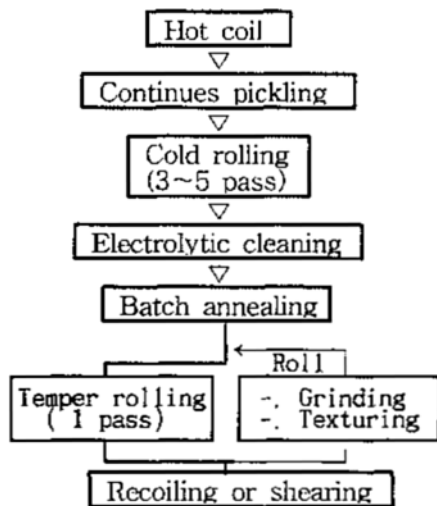 Hot coil
Continues pickling
Cold rolling
(3~5 pass)
Electrolytic cleaning
Batch annealing
Roll
Temper rolling
( 1 pass)
-. Grinding
-. Texturing
Recoiling or shearing